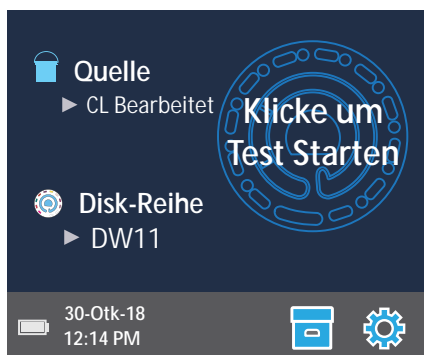 Quelle
► CL Bearbeitet
Klicke um
Test Starten
Disk-Reihe
► DW11
30-Otk-18
12:14 PM